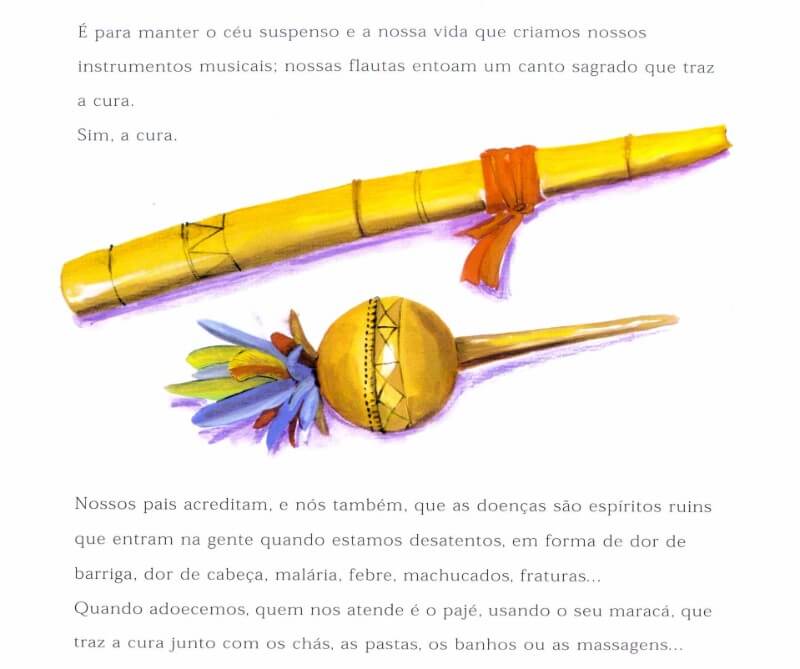 É para manter o céu suspenso e a nossa vida que criamos nossos
instrumentos musicais; nossas flautas entoam um canto sagrado que traz
a cura.
Sim, a cura.
Nossos pais acreditam, e nós também, que as doenças são espíritos ruins
que entram na gente quando estamos desatentos, em forma de dor de
barriga, dor de cabeça, malária, febre, machucados, fraturas...
Quando adoecemos, quem nos atende é o pajé, usando o seu maracá, que
traz a cura junto com os chás, as pastas, os banhos ou as massagens...